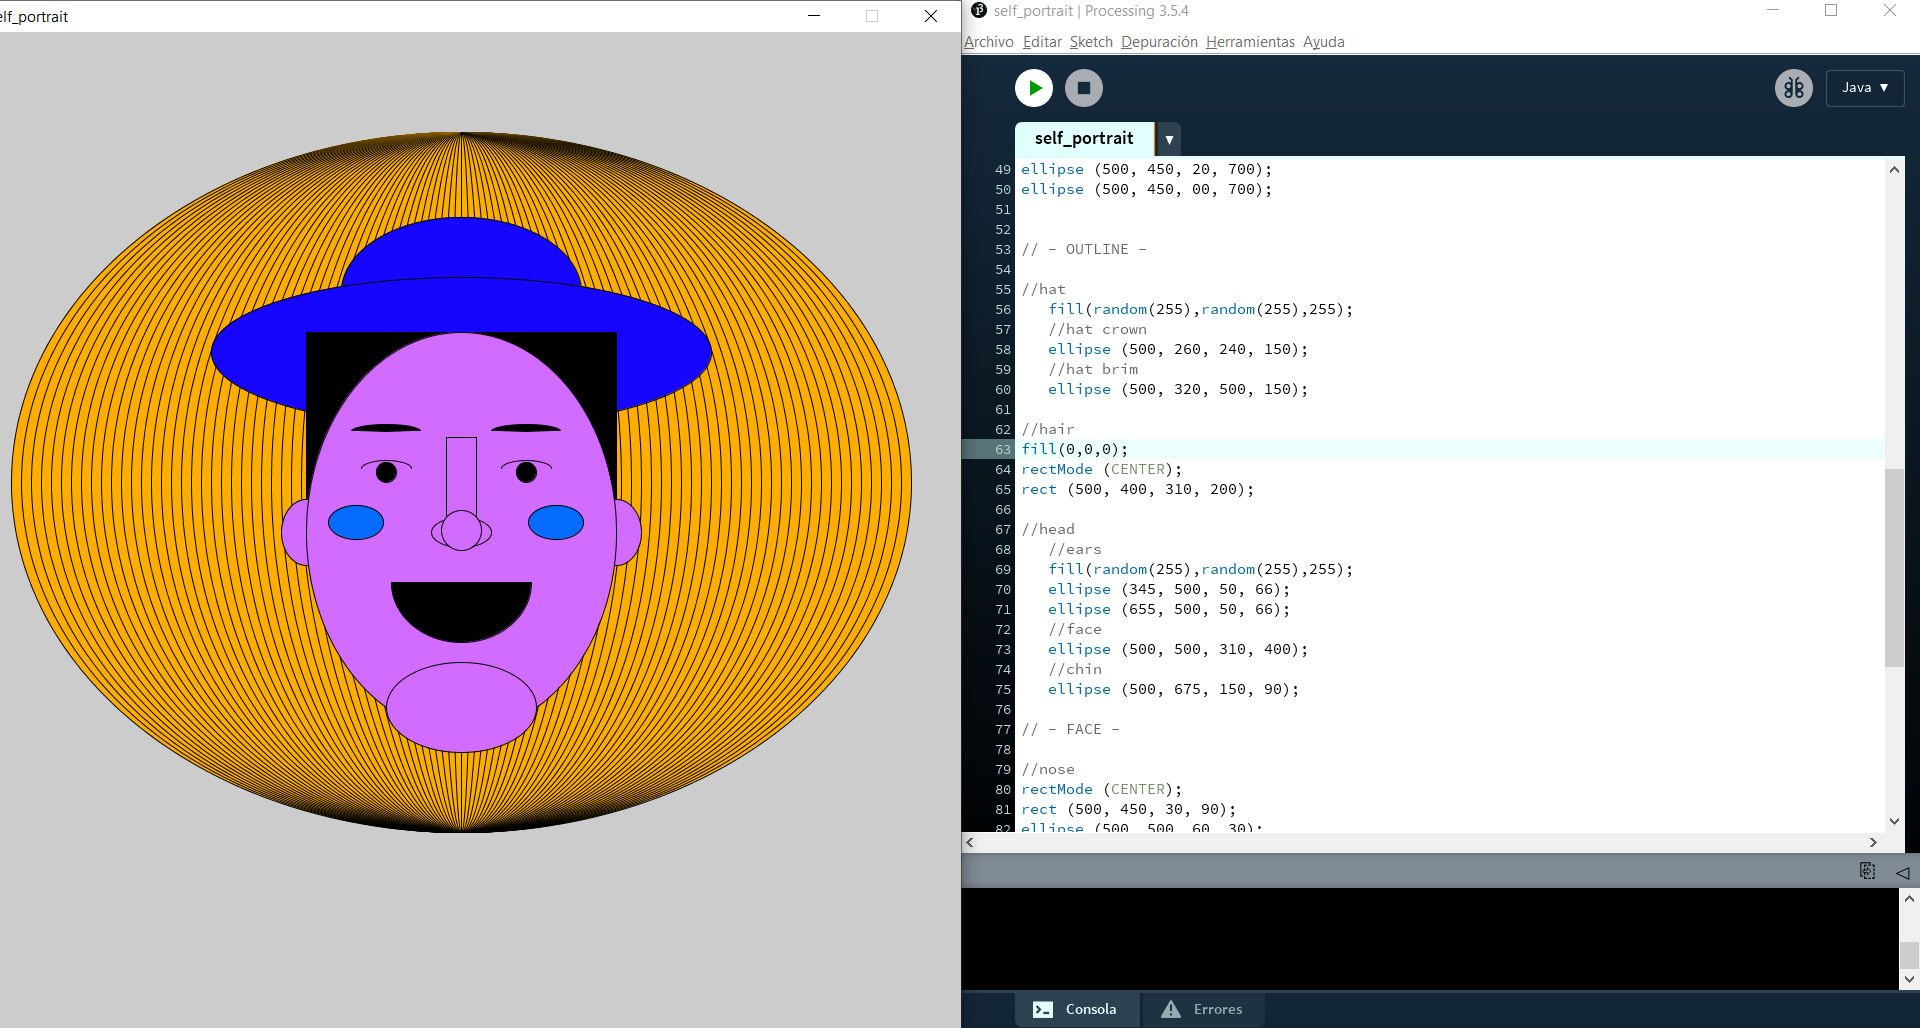 elf_portrait
self_portrait | Processing 3.5.4
Archivo Editar Sketch Depuración Herramientas Ayuda
Java ▼
self_portrait ▼
49 ellipse (500, 450, 20, 700);
50 ellipse (500, 450, 00, 700);
51
52
53 // - OUTLINE -
54
55 //hat
56 fill(random(255),random(255),255);
57 //hat crown
58 ellipse (500, 260, 240, 150);
59 //hat brim
60 ellipse (500, 320, 500, 150);
61
62 //hair
63 fill(0,0,0);
64 rectMode (CENTER);
65 rect (500, 400, 310, 200);
66
67 //head
68 //ears
69 fill(random(255),random(255),255);
70 ellipse (345, 500, 50, 66);
71 ellipse (655, 500, 50, 66);
72 //face
73 ellipse (500, 500, 310, 400);
74 //chin
75 ellipse (500, 675, 150, 90);
76
77 // - FACE -
78
79 //nose
80 rectMode (CENTER);
81 rect (500, 450, 30, 90);
82 ellipse (500, 500, 60, 30);
Consola
Errores